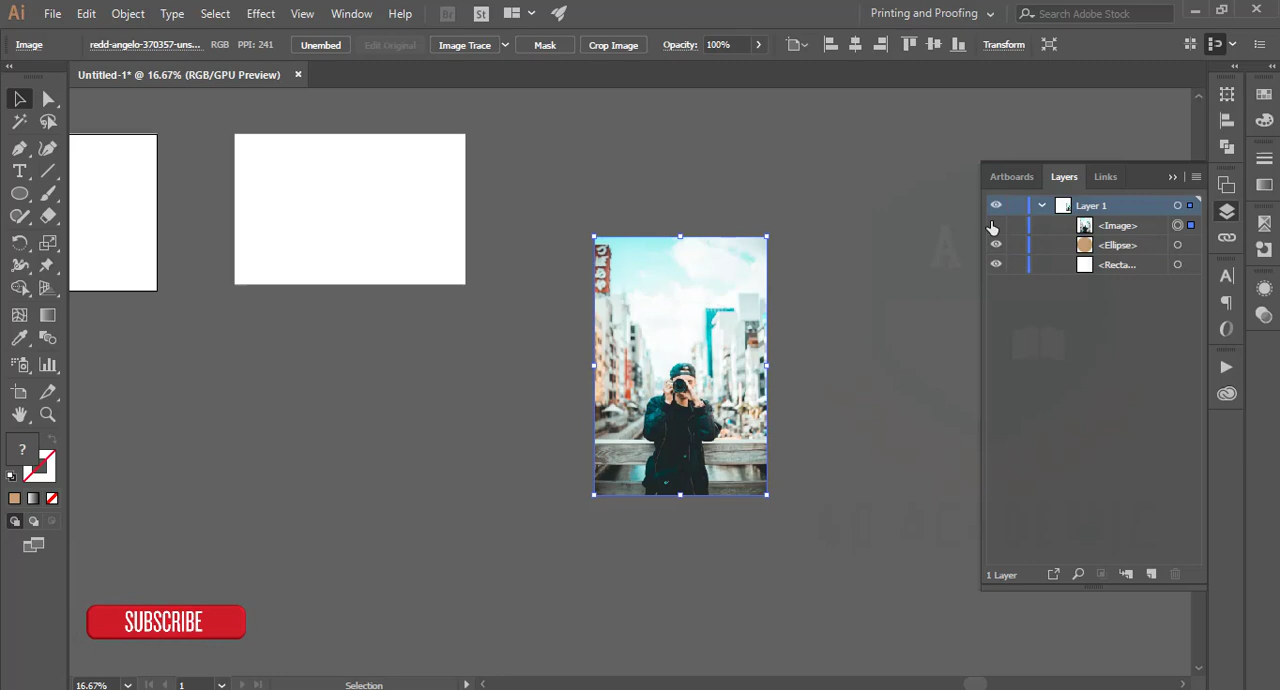 Ai File Edit Object Type Select Effect View Window Help Br St Printing and Proofing Search Adobe Stock
Image redd-angelo-370357-uns... RGB PPI: 241 Unembed Edit Original Image Trace Mask Crop Image Opacity: 100% Transform
Untitled-1* @ 16.67% (RGB/GPU Preview)
Artboards Layers Links
Layer 1
<Image>
<Ellipse>
<Recta...
?
1 Layer
SUBSCRIBE
16.67% 1 Selection